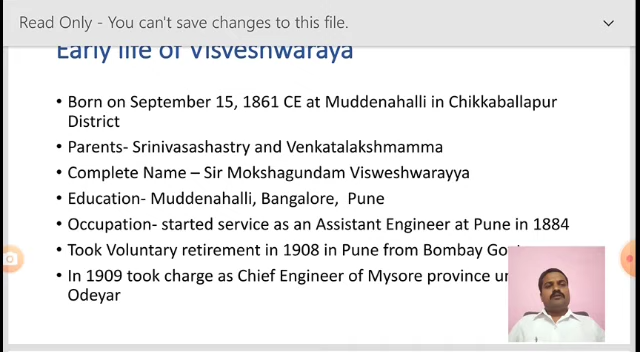 Read Only - You can't save changes to this file.
Early life of Visveshwaraya
• Born on September 15, 1861 CE at Muddenahalli in Chikkaballapur
District
• Parents- Srinivasashastry and Venkatalakshmamma
• Complete Name – Sir Mokshagundam Visweshwarayya
• Education- Muddenahalli, Bangalore, Pune
• Occupation- started service as an Assistant Engineer at Pune in 1884
• Took Voluntary retirement in 1908 in Pune from Bombay
• In 1909 took charge as Chief Engineer of Mysore province
Odeyar